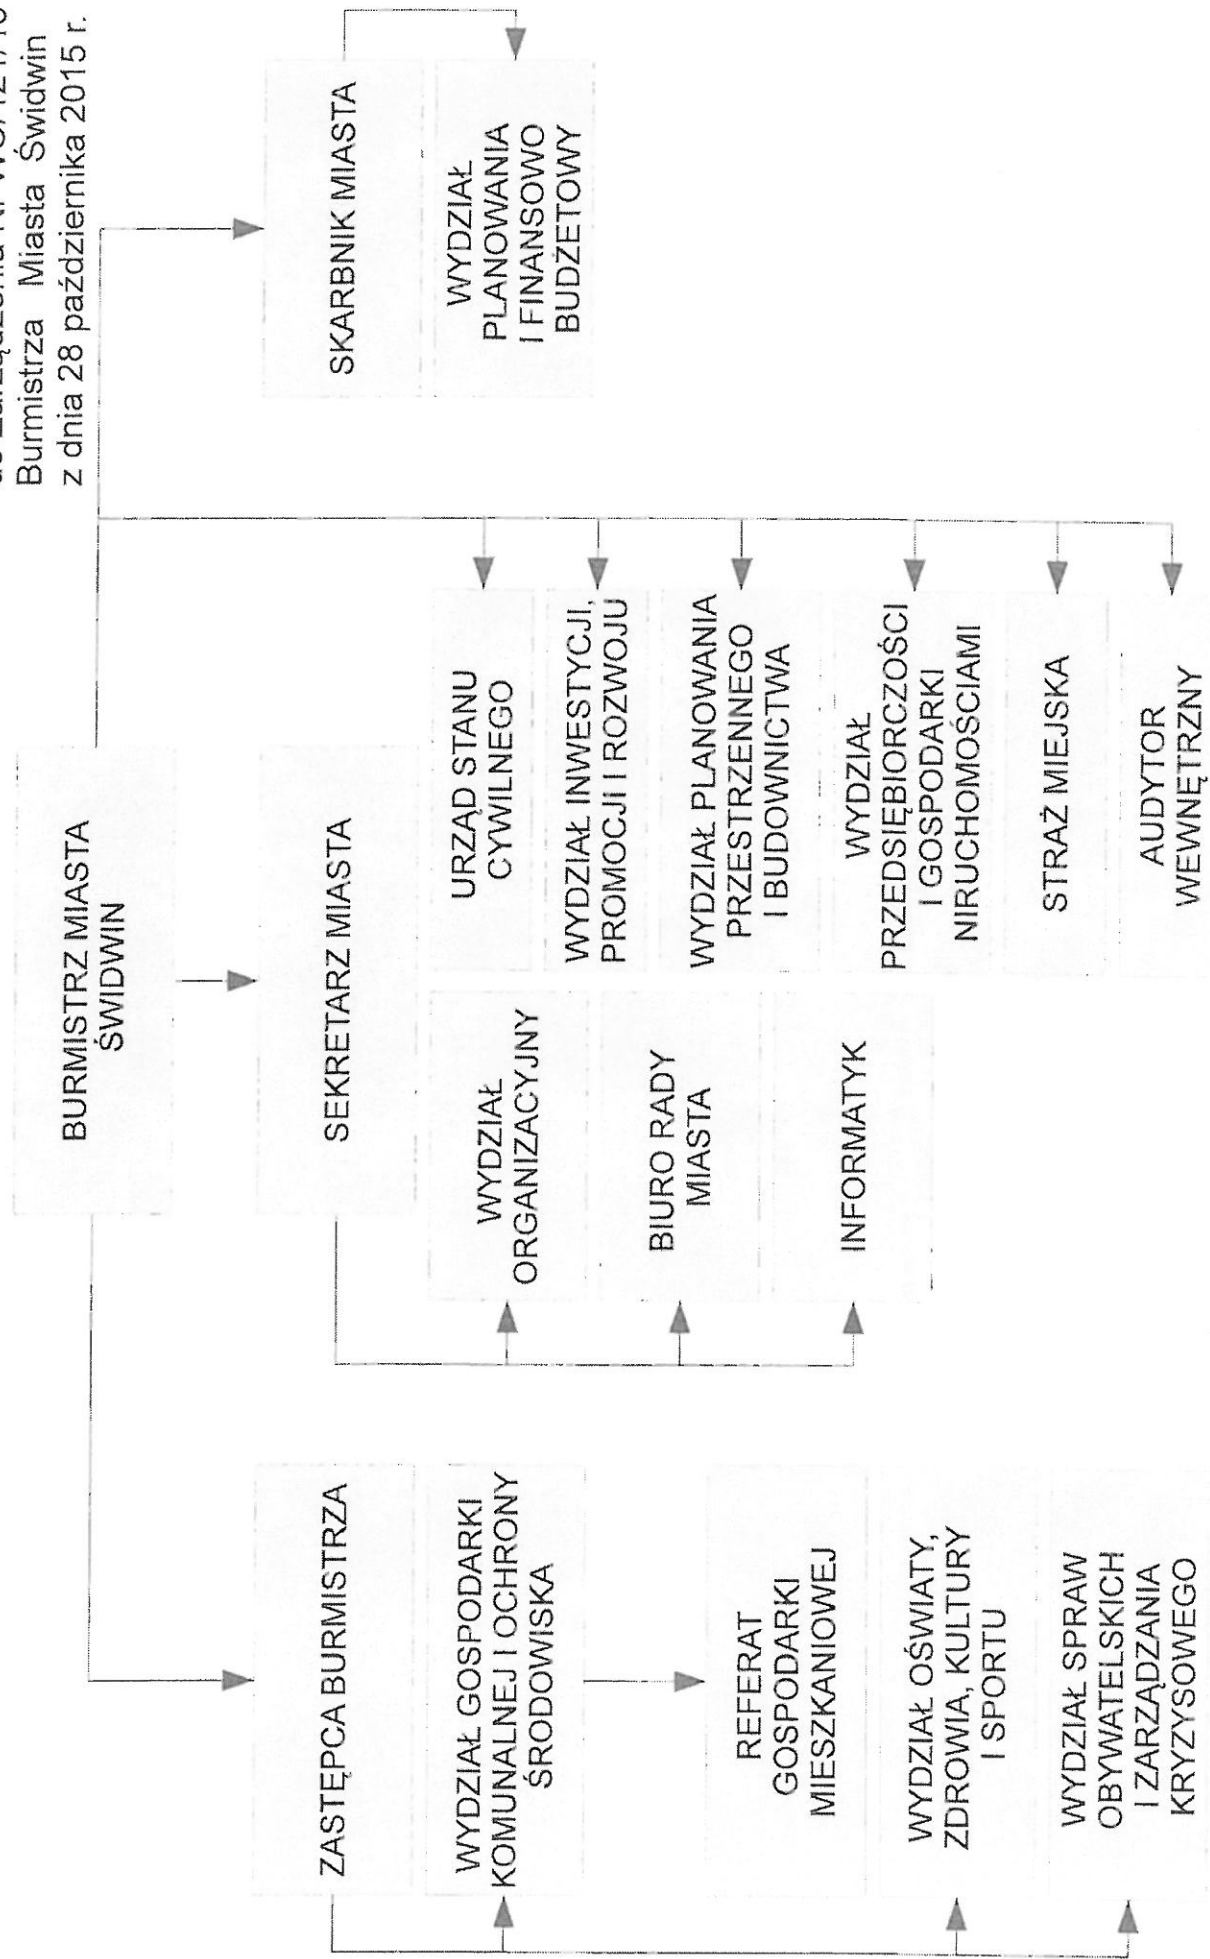 Burmistrza Miasta Świdwin
z dnia 28 października 2015 r.
BURMISTRZ MIASTA
ŚWIDWIN
ZASTĘPCA BURMISTRZA
SEKRETARZ MIASTA
SKARBNIK MIASTA
WYDZIAŁ GOSPODARKI
KOMUNALNEJ I OCHRONY
ŚRODOWISKA
REFERAT
GOSPODARKI
MIESZKANIOWEJ
WYDZIAŁ OŚWIATY,
ZDROWIA, KULTURY
I SPORTU
WYDZIAŁ SPRAW
OBYWATELSKICH
I ZARZĄDZANIA
KRYZYSOWEGO
WYDZIAŁ
ORGANIZACYJNY
BIURO RADY
MIASTA
INFORMATYK
URZĄD STANU
CYWILNEGO
WYDZIAŁ INWESTYCJI,
PROMOCJI I ROZWOJU
WYDZIAŁ PLANOWANIA
PRZESTRZENNEGO
I BUDOWNICTWA
WYDZIAŁ
PRZEDSIĘBIORCZOŚCI
I GOSPODARKI
NIRUCHOMOŚCIAMI
STRAŻ MIEJSKA
AUDYTOR
WEWNĘTRZNY
WYDZIAŁ
PLANOWANIA
I FINANSOWO
BUDŻETOWY